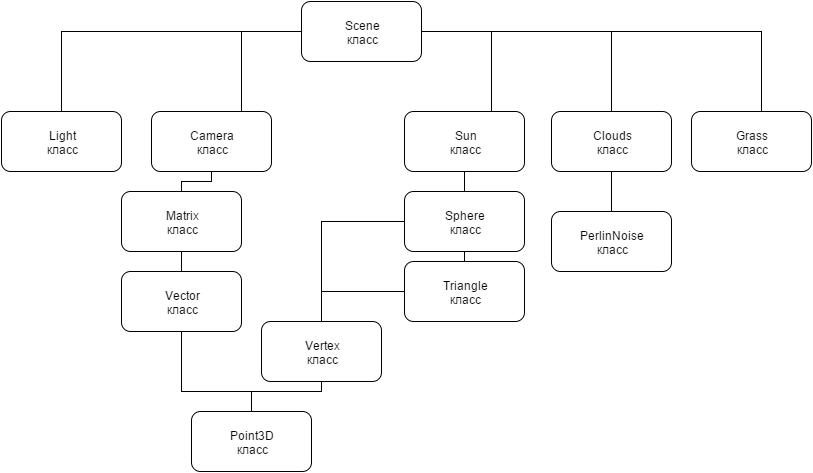 Scene
класс
Light
класс
Camera
класс
Sun
класс
Clouds
класс
Grass
класс
Matrix
класс
Sphere
класс
PerlinNoise
класс
Vector
класс
Triangle
класс
Vertex
класс
Point3D
класс